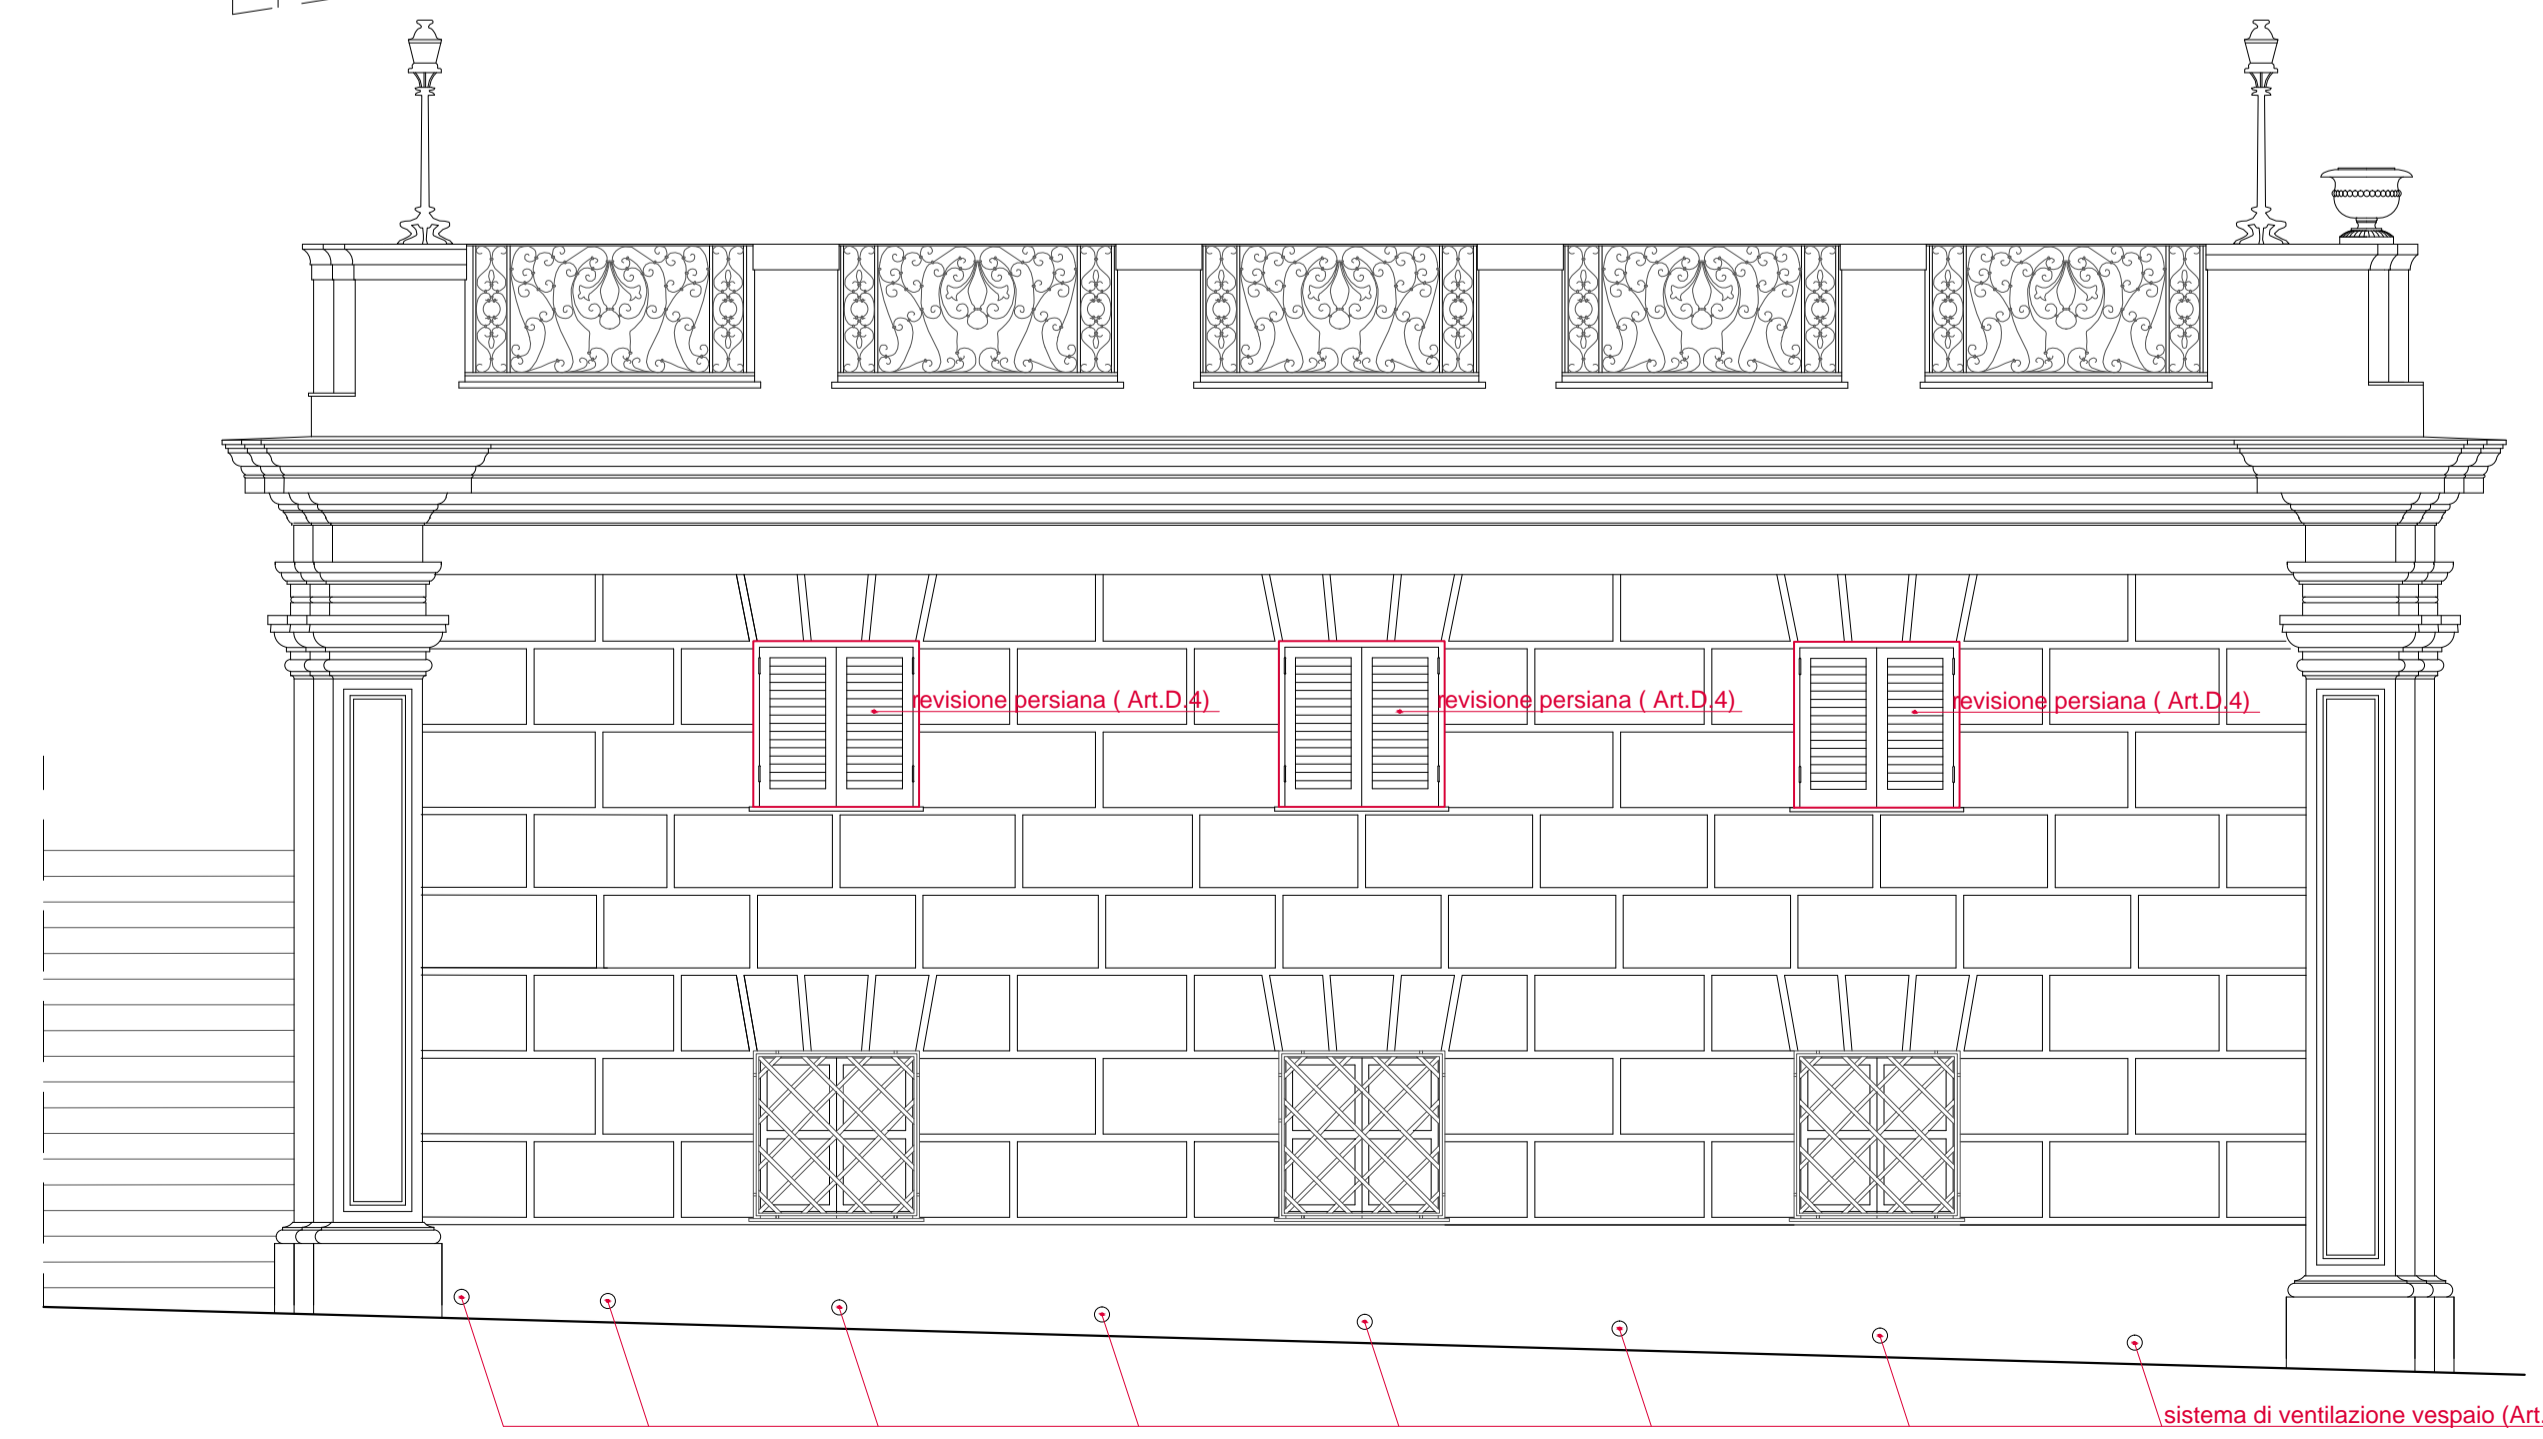 revisione persiana ( Art.D.4)
revisione persiana ( Art.D.4)
revisione persiana ( Art.D.4)
sistema di ventilazione vespaio (Art.